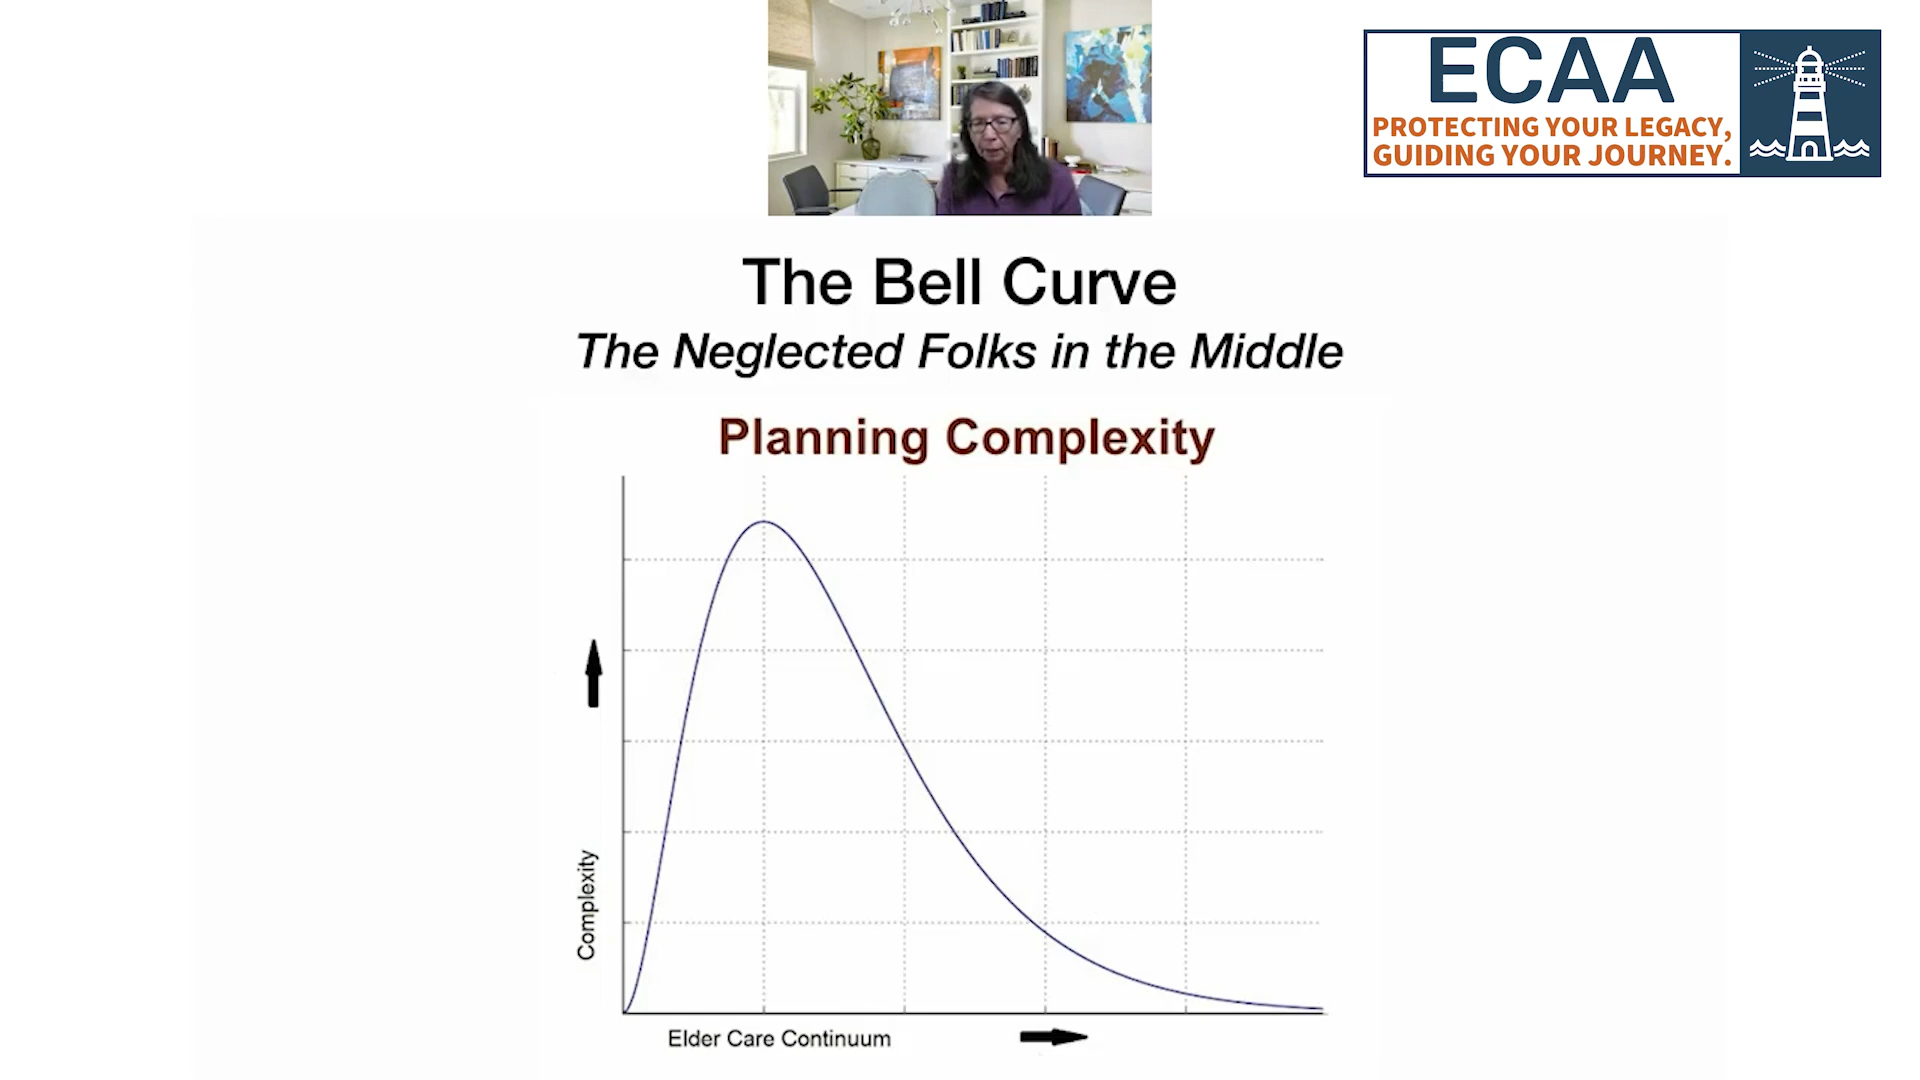 ECAA
PROTECTING YOUR LEGACY,
GUIDING YOUR JOURNEY.
The Bell Curve
The Neglected Folks in the Middle
Planning Complexity
Complexity
Elder Care Continuum